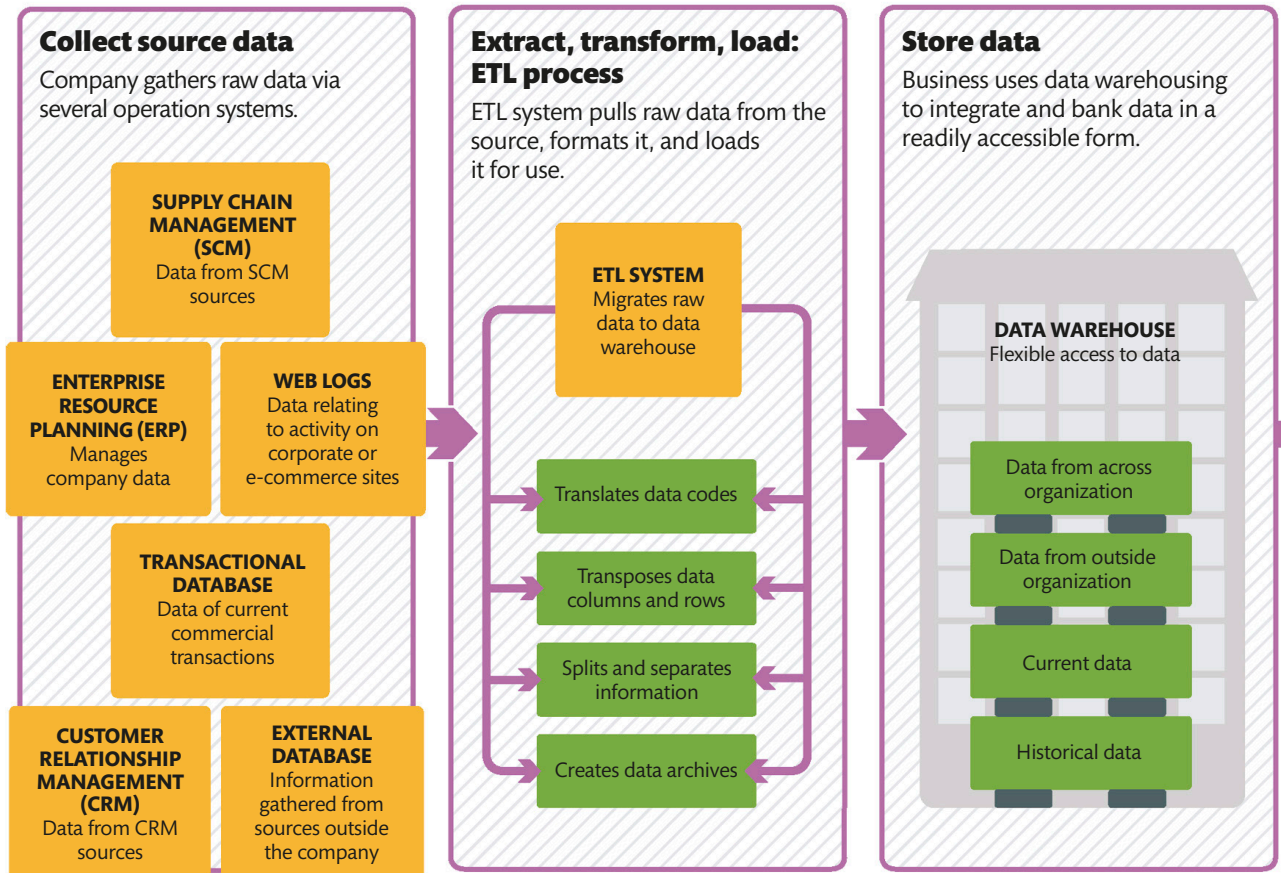 Collect source data
Company gathers raw data via
several operation systems.
SUPPLY CHAIN
MANAGEMENT
(SCM)
Data from SCM
sources
ENTERPRISE
RESOURCE
PLANNING (ERP)
Manages
company data
WEB LOGS
Data relating
to activity on
corporate or
e-commerce sites
TRANSACTIONAL
DATABASE
Data of current
commercial
transactions
CUSTOMER
RELATIONSHIP
MANAGEMENT
(CRM)
Data from CRM
sources
EXTERNAL
DATABASE
Information
gathered from
sources outside
the company
Extract, transform, load:
ETL process
ETL system pulls raw data from the
source, formats it, and loads
it for use.
ETL SYSTEM
Migrates raw
data to data
warehouse
Translates data codes
Transposes data
columns and rows
Splits and separates
information
Creates data archives
Store data
Business uses data warehousing
to integrate and bank data in a
readily accessible form.
DATA WAREHOUSE
Flexible access to data
Data from across
organization
Data from outside
organization
Current data
Historical data